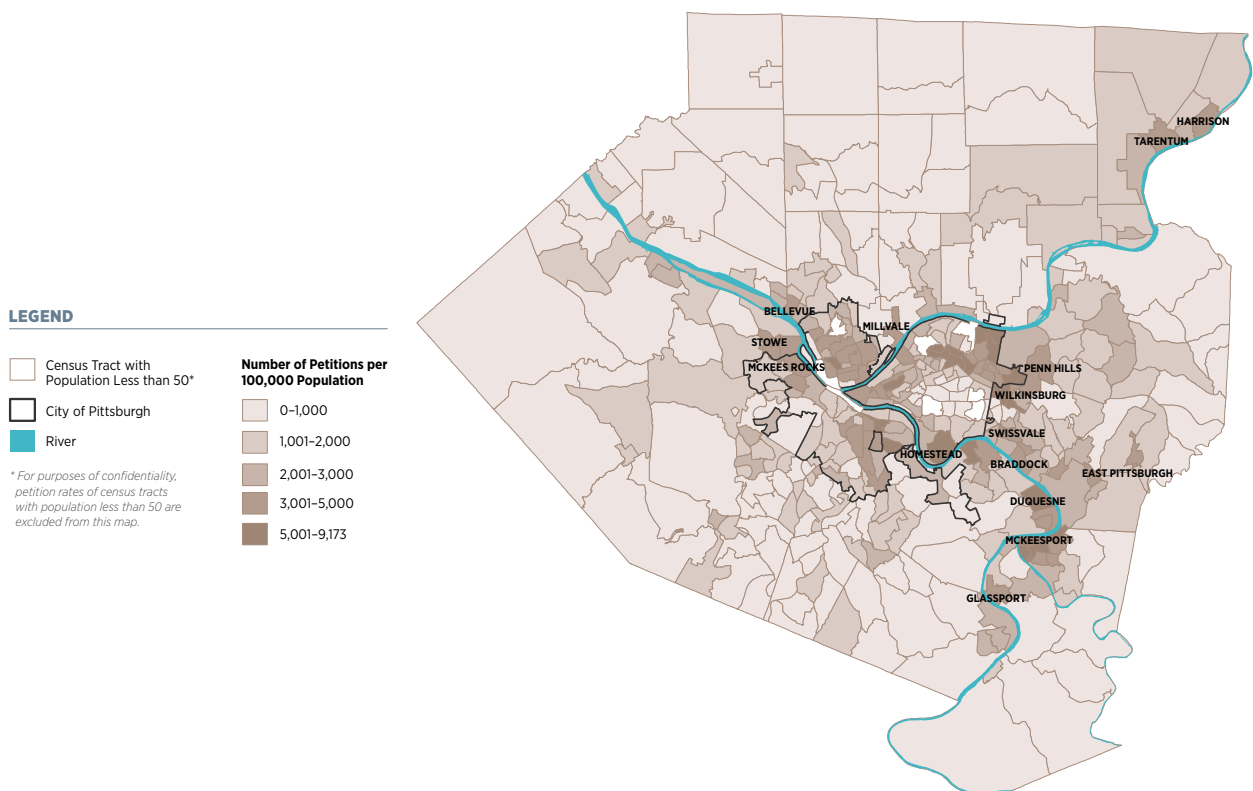 LEGEND
Census Tract with
Population Less than 50*
City of Pittsburgh
River
* For purposes of confidentiality,
petition rates of census tracts
with population less than 50 are
excluded from this map.
Number of Petitions per
100,000 Population
0–1,000
1,001–2,000
2,001–3,000
3,001–5,000
5,001–9,173
HARRISON
TARENTUM
BELLEVUE
MILLVALE
STOWE
MCKEES ROCKS
PENN HILLS
WILKINSBURG
SWISSVALE
HOMESTEAD
BRADDOCK
EAST PITTSBURGH
DUQUESNE
MCKEESPORT
GLASSPORT